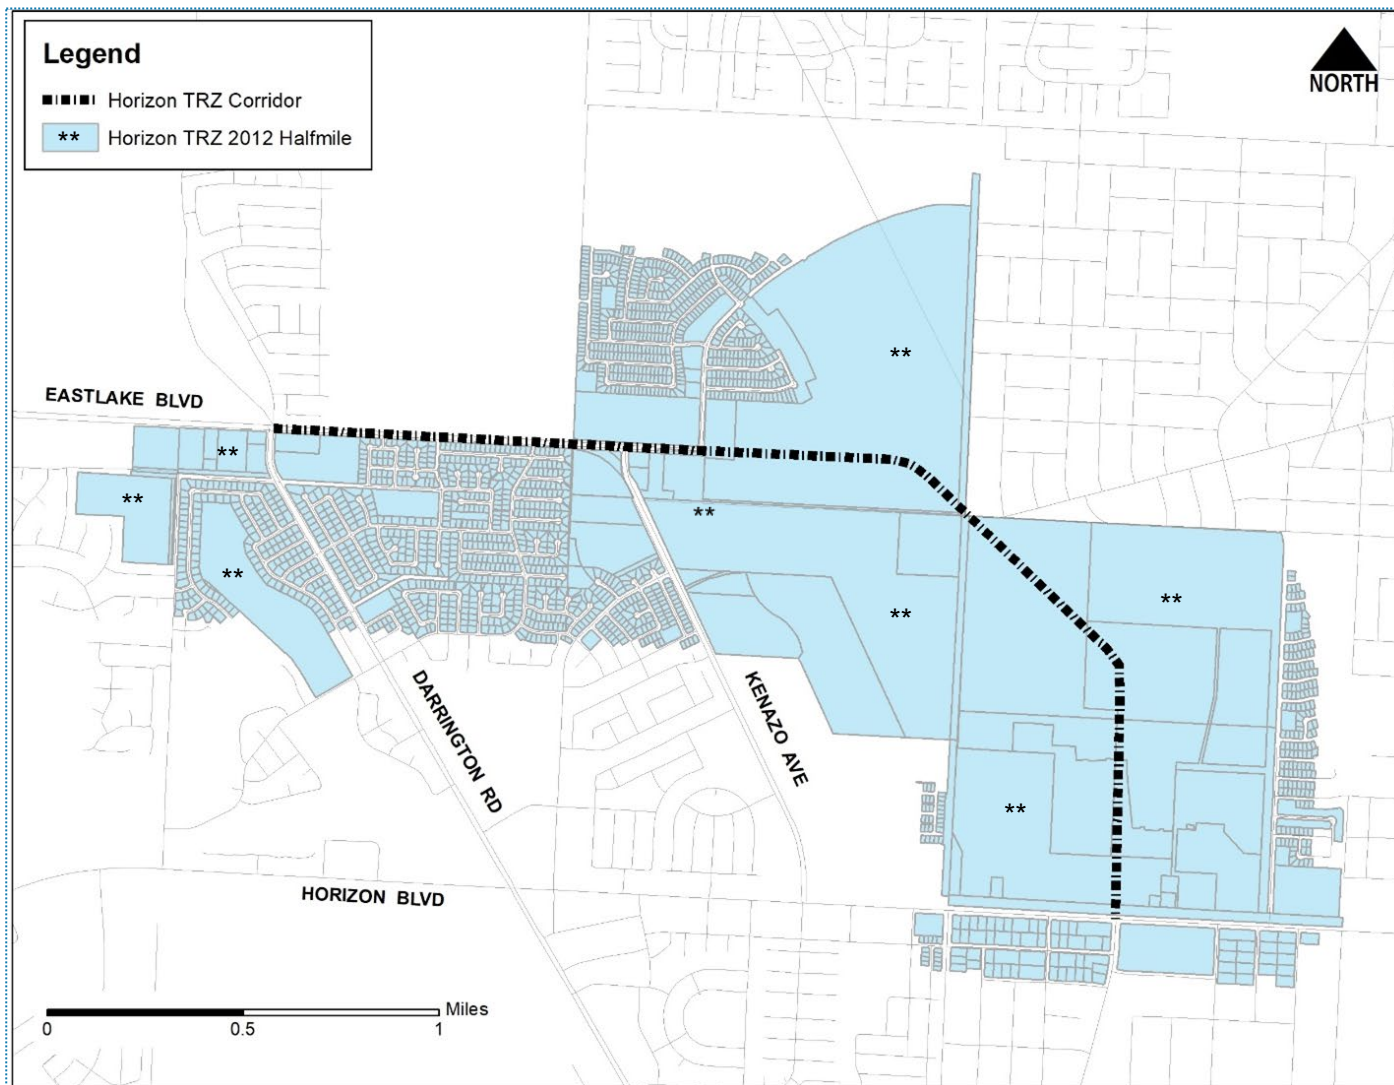 Legend
Horizon TRZ Corridor
** Horizon TRZ 2012 Halfmile
NORTH
**
EASTLAKE BLVD
**
**
**
**
**
**
DARRINGTON RD
KENAZO AVE
**
HORIZON BLVD
Miles
0 0.5 1